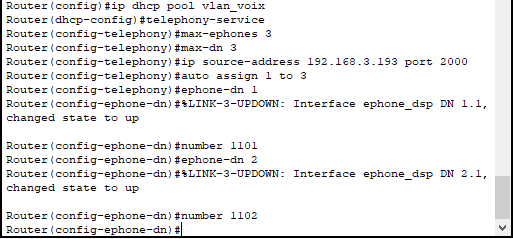 Router(config)#ip dhcp pool vlan_voix
Router(dhcp-config)#telephony-service
Router(config-telephony)#max-ephones 3
Router(config-telephony)#max-dn 3
Router(config-telephony)#ip source-address 192.168.3.193 port 2000
Router(config-telephony)#auto assign 1 to 3
Router(config-telephony)#ephone-dn 1
Router(config-ephone-dn)#%LINK-3-UPDOWN: Interface ephone_dsp DN 1.1,
changed state to up
Router(config-ephone-dn)#number 1101
Router(config-ephone-dn)#ephone-dn 2
Router(config-ephone-dn)#%LINK-3-UPDOWN: Interface ephone_dsp DN 2.1,
changed state to up
Router(config-ephone-dn)#number 1102
Router(config-ephone-dn)#